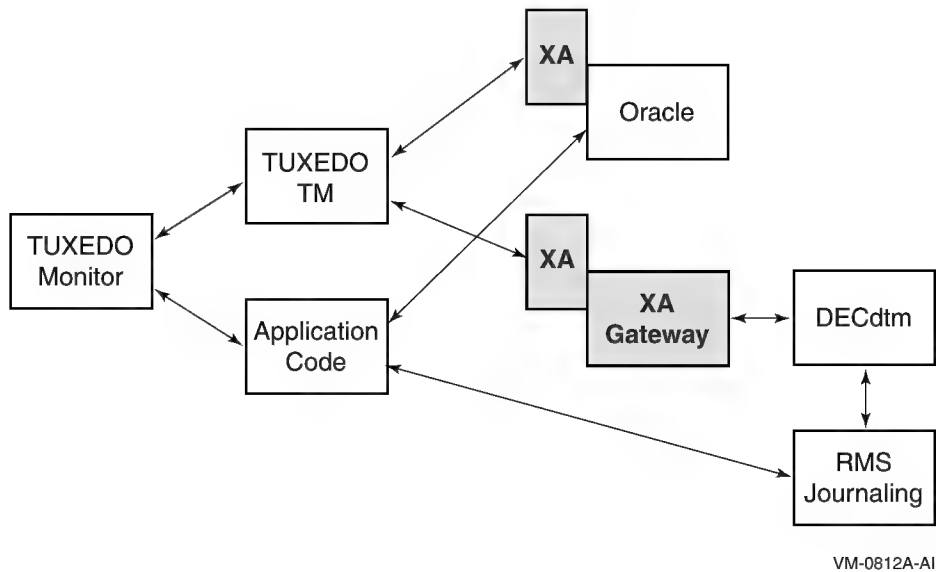 XA
Oracle
TUXEDO
TM
TUXEDO
Monitor
XA
XA
Gateway
DECdtm
Application
Code
RMS
Journaling
VM-0812A-AI